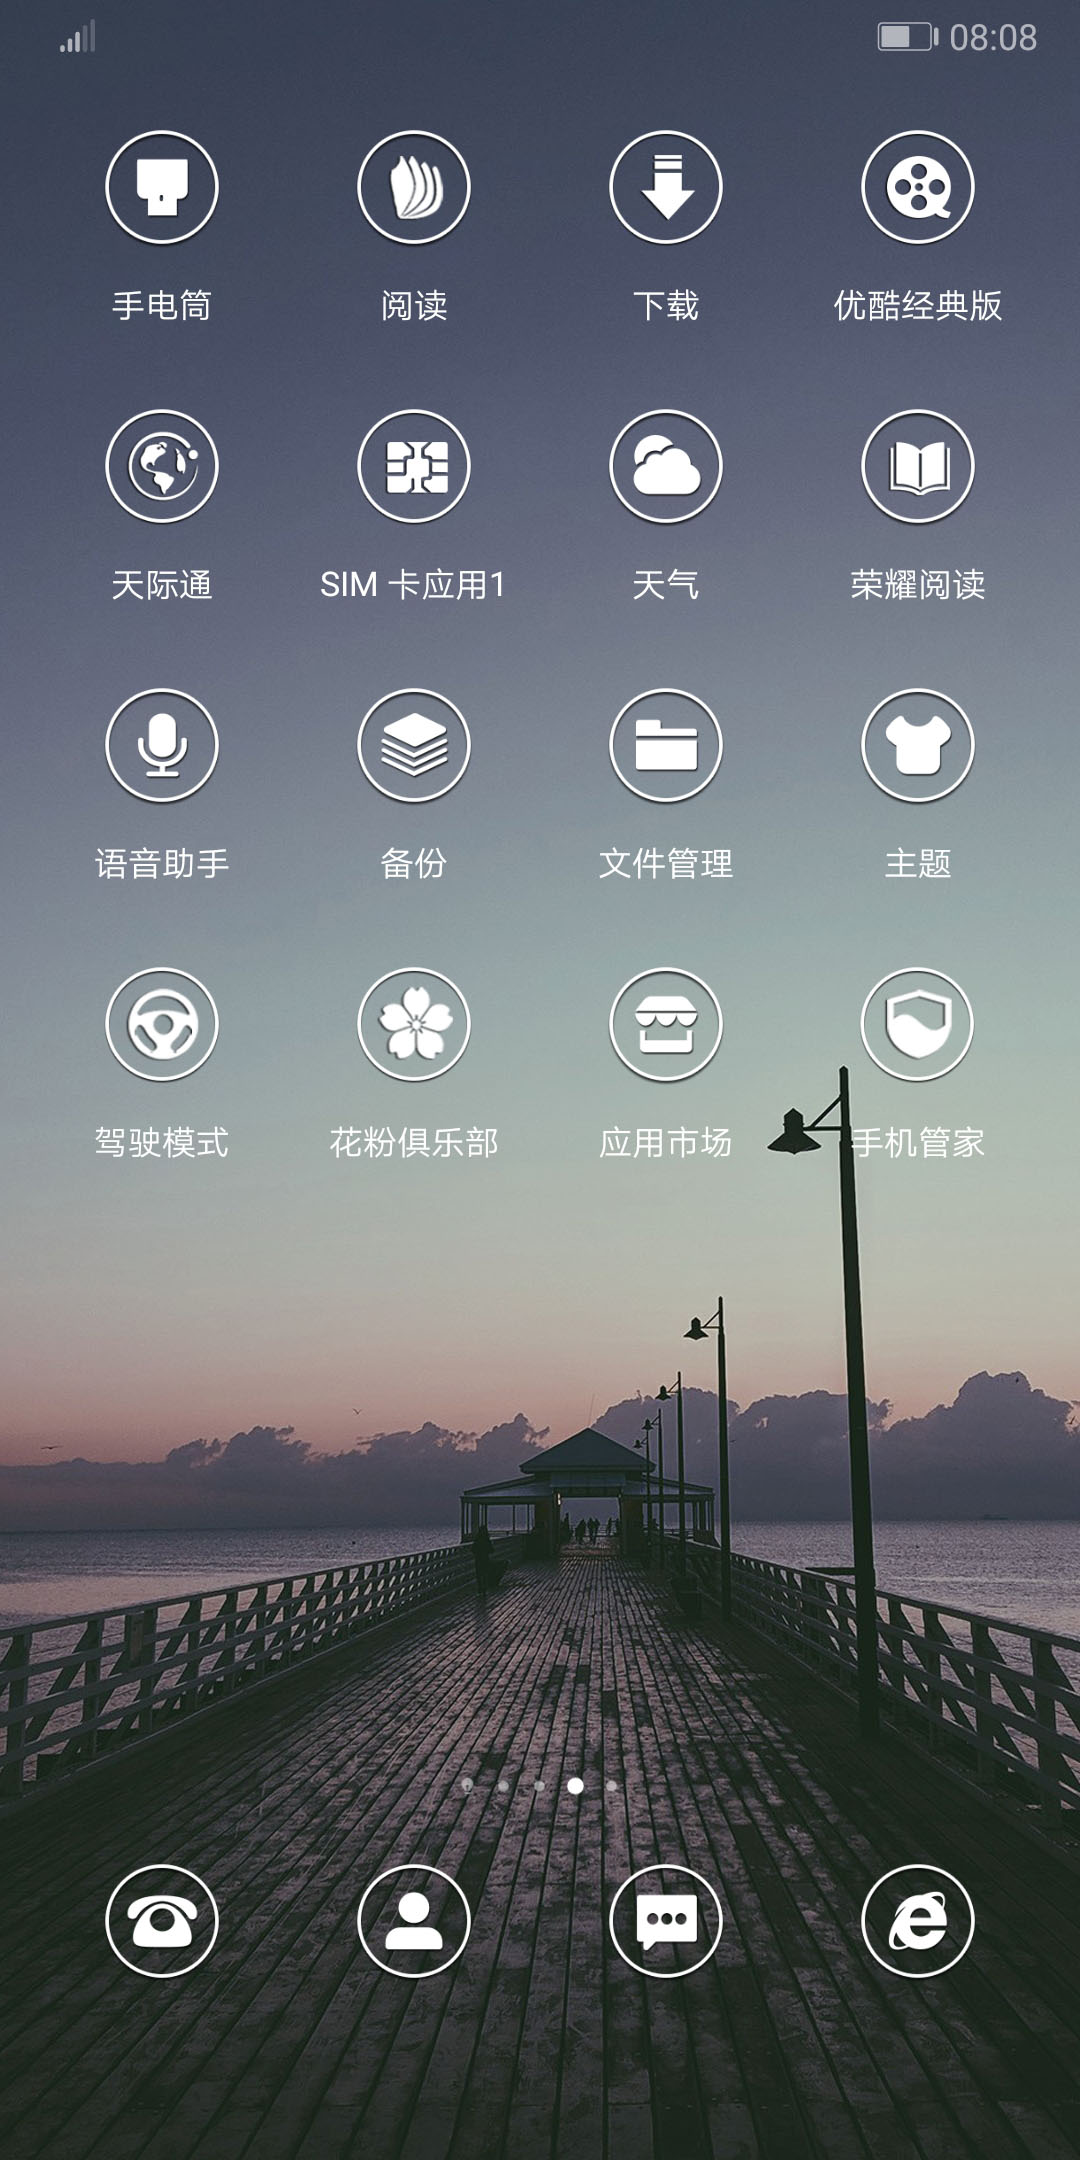 08:08
手电筒
阅读
下载
优酷经典版
天际通
SIM 卡应用1
天气
荣耀阅读
语音助手
备份
文件管理
主题
驾驶模式
花粉俱乐部
应用市场
手机管家